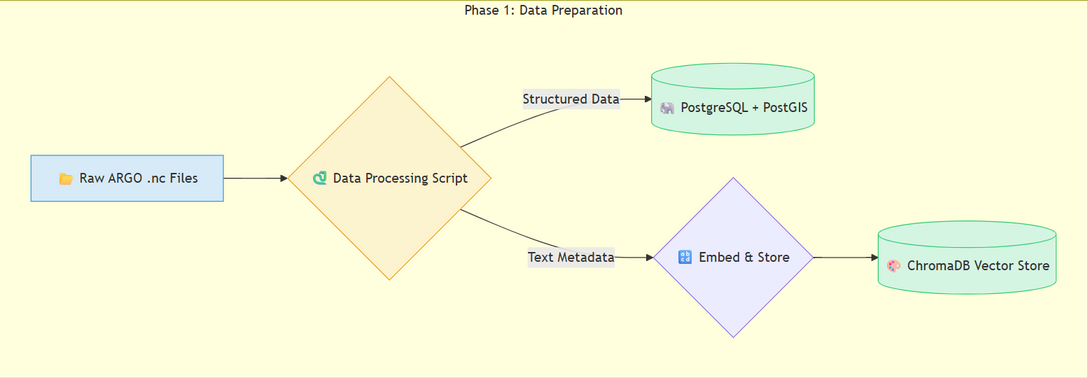 Phase 1: Data Preparation
Structured Data
PostgreSQL + PostGIS
Raw ARGO .nc Files
Data Processing Script
Text Metadata
Embed & Store
ChromaDB Vector Store